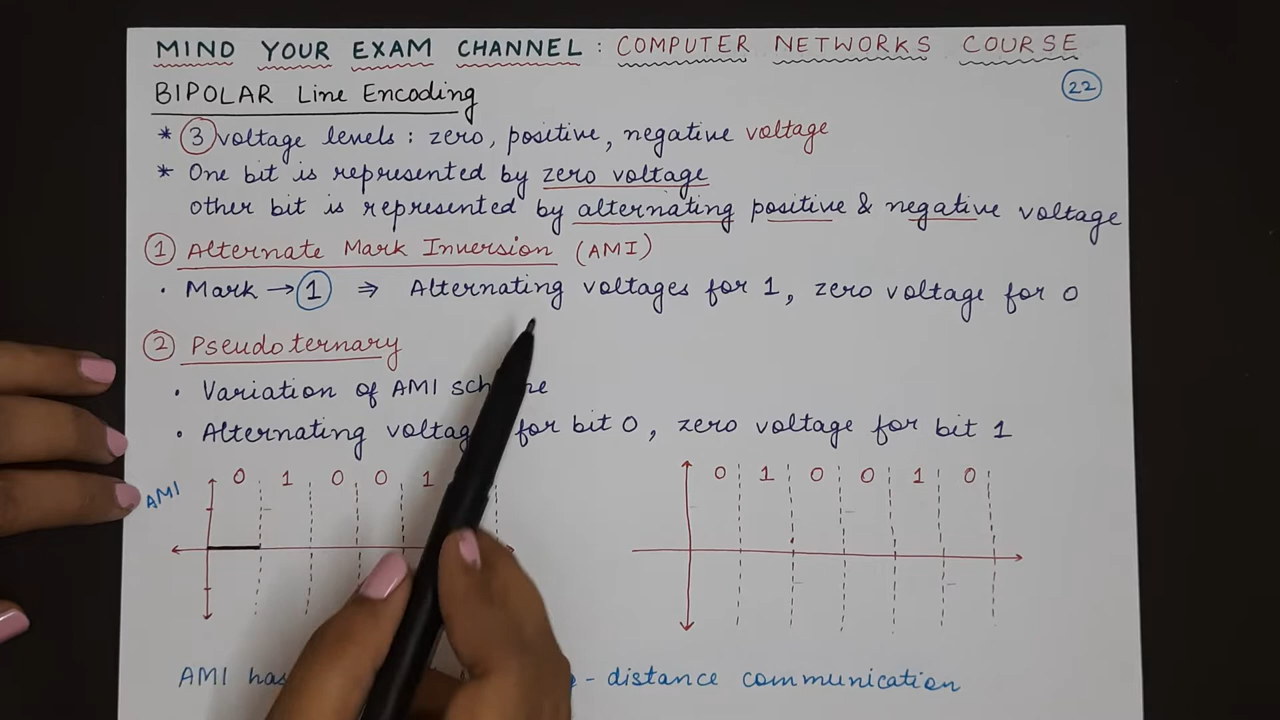 MIND YOUR EXAM CHANNEL : COMPUTER NETWORKS COURSE
22
BIPOLAR Line Encoding
* 3 voltage levels : zero, positive, negative voltage
* One bit is represented by zero voltage
other bit is represented by alternating positive & negative voltage
① Alternate Mark Inversion (AMI)
• Mark → 1 ⇒ Alternating voltages for 1, zero voltage for 0
② Pseudoternary
• Variation of AMI
• Alternating for bit 0, zero voltage for bit 1
AMI 0 1 0 0 1
0 1 0 0 1 0
AMI has - distance communication